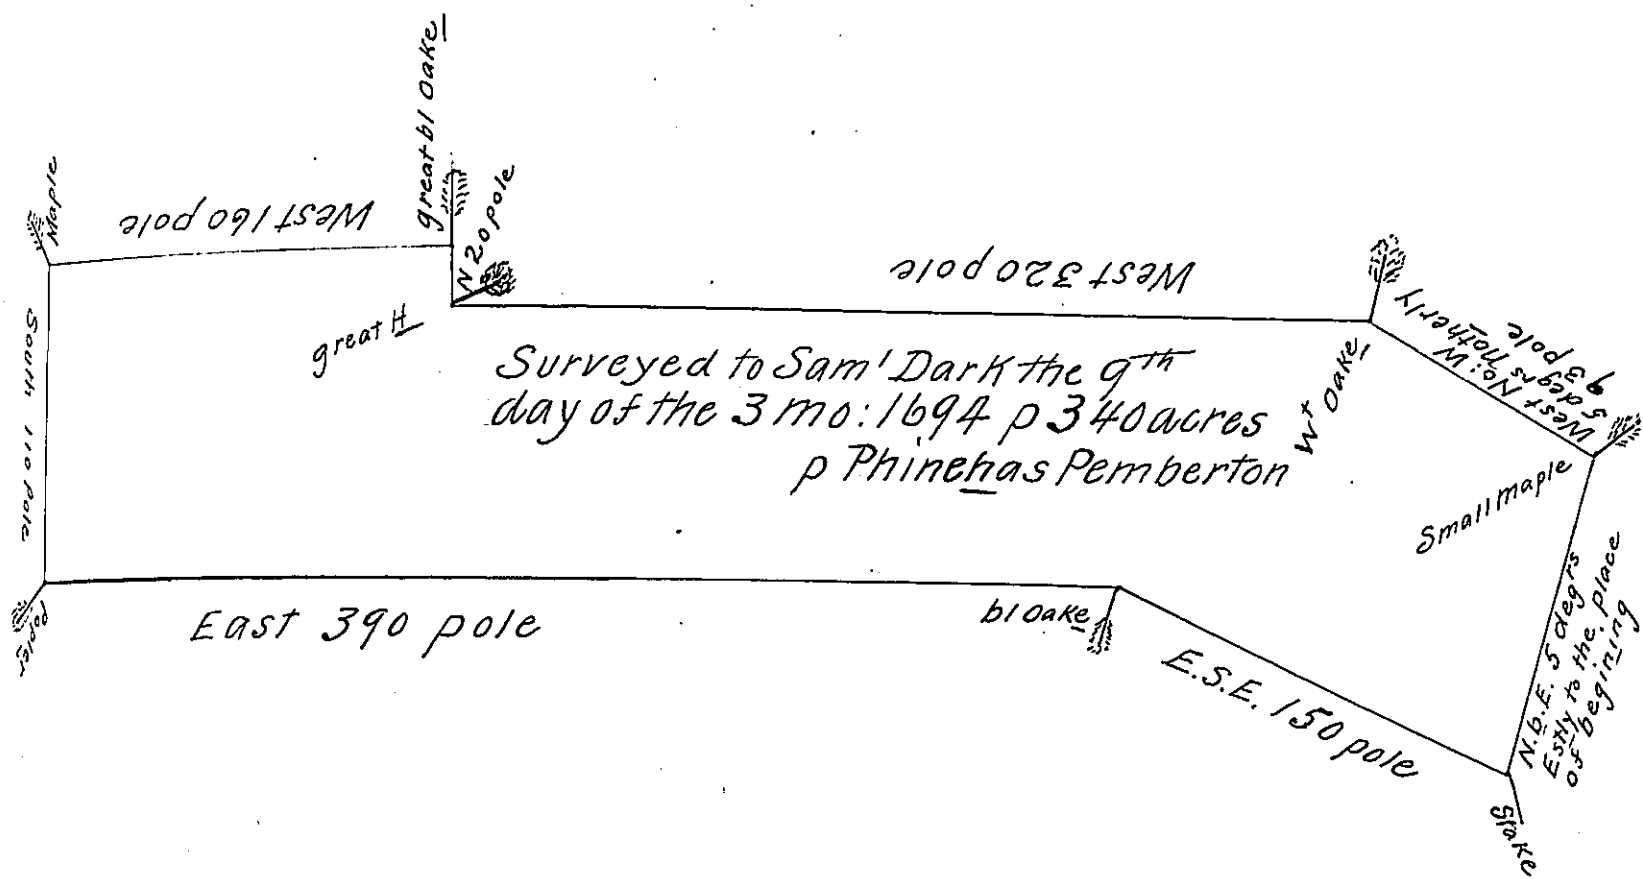 great bl Oake
Maple
West 160 pole
N 20 pole
great H
West 320 pole
West No: W
5 degrs Notherly
93 pole
South 110 Pole
Surveyed to Sam'l Dark the 9th
day of the 3 mo: 1694 p 340 acres
p Phinehas Pemberton
Wt Oake
Small maple
Popler
East 390 pole
bl Oake
E.S.E. 150 pole
N.b.E. 5 degrs
Estly to the place
of begining
Stake